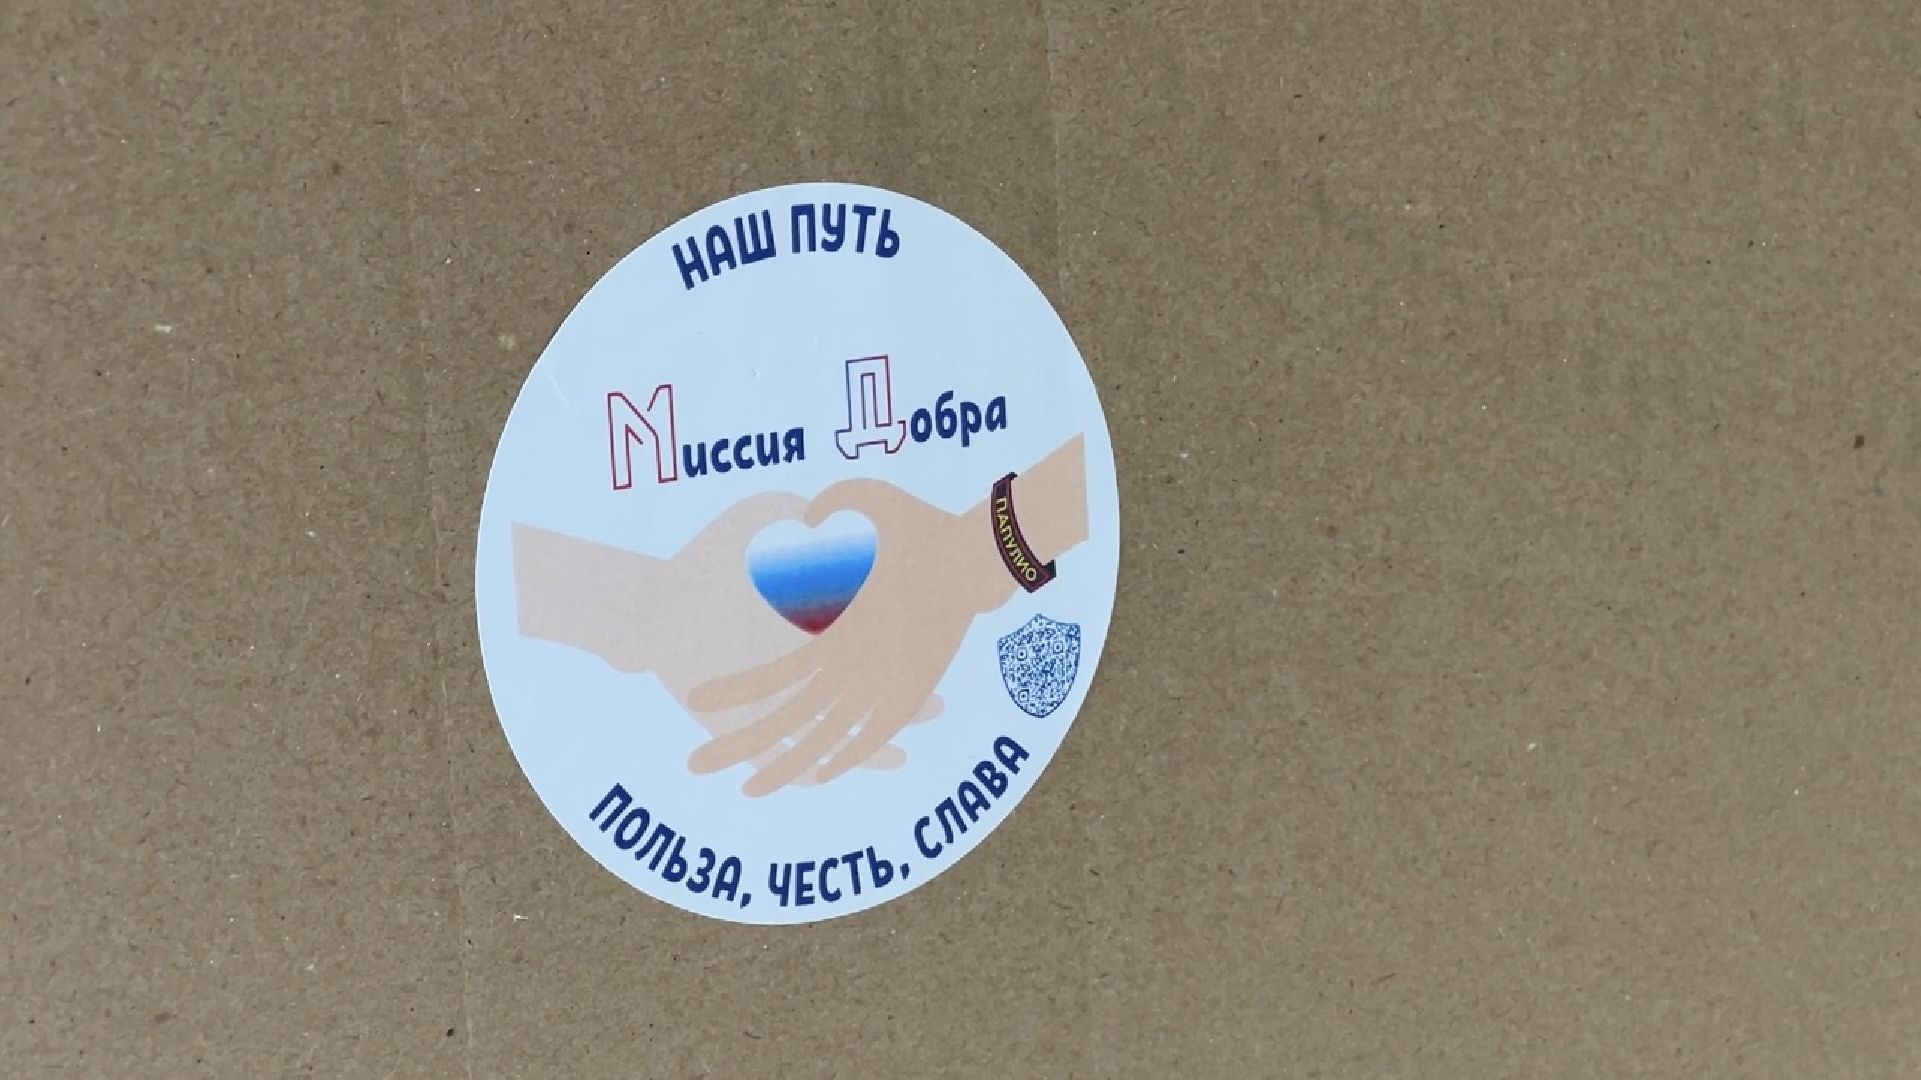 НАШ ПУТЬ
Миссия Добра
ПАПУЛИО
ПОЛЬЗА, ЧЕСТЬ, СЛАВА